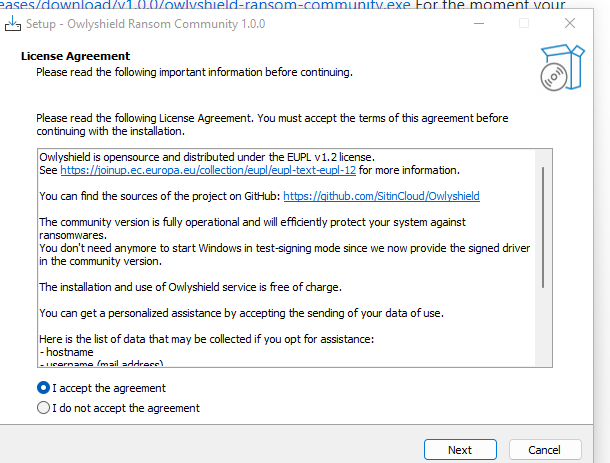 eases/download/v1.0.0/owlyshield-ransom-community.exe For the moment your
Setup - Owlyshield Ransom Community 1.0.0
License Agreement
Please read the following important information before continuing.
Please read the following License Agreement. You must accept the terms of this agreement before
continuing with the installation.
Owlyshield is opensource and distributed under the EUPL v1.2 license.
See https://joinup.ec.europa.eu/collection/eupl/eupl-text-eupl-12 for more information.
You can find the sources of the project on GitHub: https://github.com/SitinCloud/Owlyshield
The community version is fully operational and will efficiently protect your system against
ransomwares.
You don't need anymore to start Windows in test-signing mode since we now provide the signed driver
in the community version.
The installation and use of Owlyshield service is free of charge.
You can get a personalized assistance by accepting the sending of your data of use.
Here is the list of data that may be collected if you opt for assistance:
- hostname
- username (mail address)
I accept the agreement
I do not accept the agreement
Next
Cancel